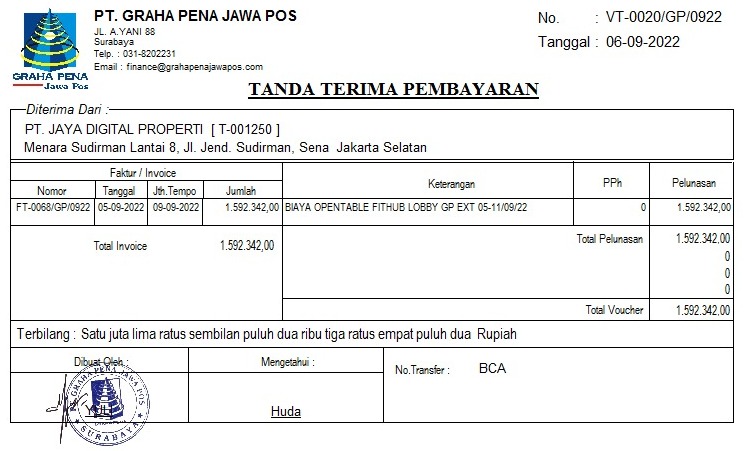 PT. GRAHA PENA JAWA POS
JL. A.YANI 88
Surabaya
Telp. : 031-8202231
Email : finance@grahapenajawapos.com
GRAHA PENA
Jawa Pos
No. : VT-0020/GP/0922
Tanggal : 06-09-2022
TANDA TERIMA PEMBAYARAN
Diterima Dari :
PT. JAYA DIGITAL PROPERTI [ T-001250 ]
Menara Sudirman Lantai 8, Jl. Jend. Sudirman, Sena Jakarta Selatan
Faktur / Invoice
Nomor Tanggal Jth.Tempo Jumlah Keterangan PPh Pelunasan
FT-0068/GP/0922 05-09-2022 09-09-2022 1.592.342,00 BIAYA OPENTABLE FITHUB LOBBY GP EXT 05-11/09/22 0 1.592.342,00
Total Invoice 1.592.342,00
Total Pelunasan 1.592.342,00
0
0
0
Total Voucher 1.592.342,00
Terbilang : Satu juta lima ratus sembilan puluh dua ribu tiga ratus empat puluh dua Rupiah
Dibuat Oleh : Mengetahui : No.Transfer : BCA
PT. GRAHA PENA JAWA POS
SURABAYA
Huda